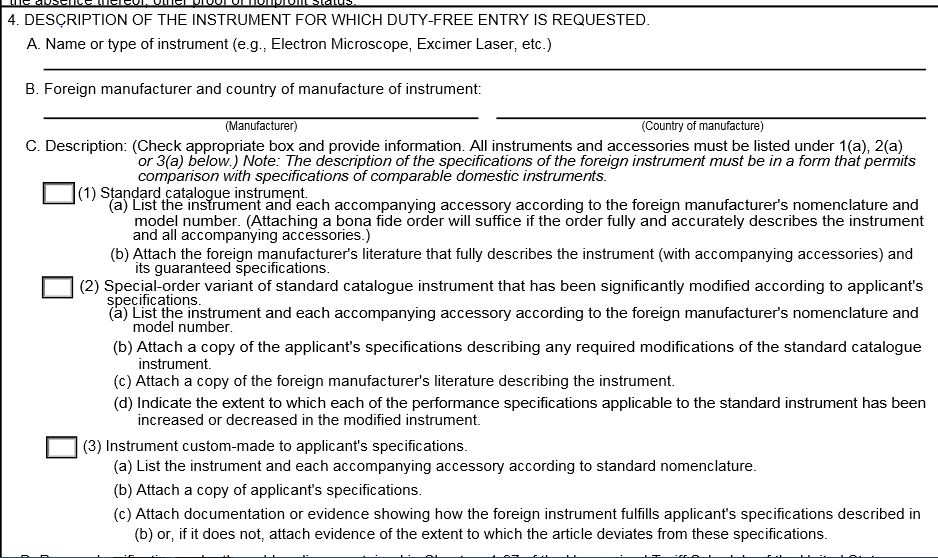 the absence thereof, other proof of nonprofit status.
4. DESCRIPTION OF THE INSTRUMENT FOR WHICH DUTY-FREE ENTRY IS REQUESTED.
A. Name or type of instrument (e.g., Electron Microscope, Excimer Laser, etc.)
B. Foreign manufacturer and country of manufacture of instrument:
(Manufacturer) (Country of manufacture)
C. Description: (Check appropriate box and provide information. All instruments and accessories must be listed under 1(a), 2(a)
or 3(a) below.) Note: The description of the specifications of the foreign instrument must be in a form that permits
comparison with specifications of comparable domestic instruments.
(1) Standard catalogue instrument.
(a) List the instrument and each accompanying accessory according to the foreign manufacturer's nomenclature and
model number. (Attaching a bona fide order will suffice if the order fully and accurately describes the instrument
and all accompanying accessories.)
(b) Attach the foreign manufacturer's literature that fully describes the instrument (with accompanying accessories) and
its guaranteed specifications.
(2) Special-order variant of standard catalogue instrument that has been significantly modified according to applicant's
specifications.
(a) List the instrument and each accompanying accessory according to the foreign manufacturer's nomenclature and
model number.
(b) Attach a copy of the applicant's specifications describing any required modifications of the standard catalogue
instrument.
(c) Attach a copy of the foreign manufacturer's literature describing the instrument.
(d) Indicate the extent to which each of the performance specifications applicable to the standard instrument has been
increased or decreased in the modified instrument.
(3) Instrument custom-made to applicant's specifications.
(a) List the instrument and each accompanying accessory according to standard nomenclature.
(b) Attach a copy of applicant's specifications.
(c) Attach documentation or evidence showing how the foreign instrument fulfills applicant's specifications described in
(b) or, if it does not, attach evidence of the extent to which the article deviates from these specifications.